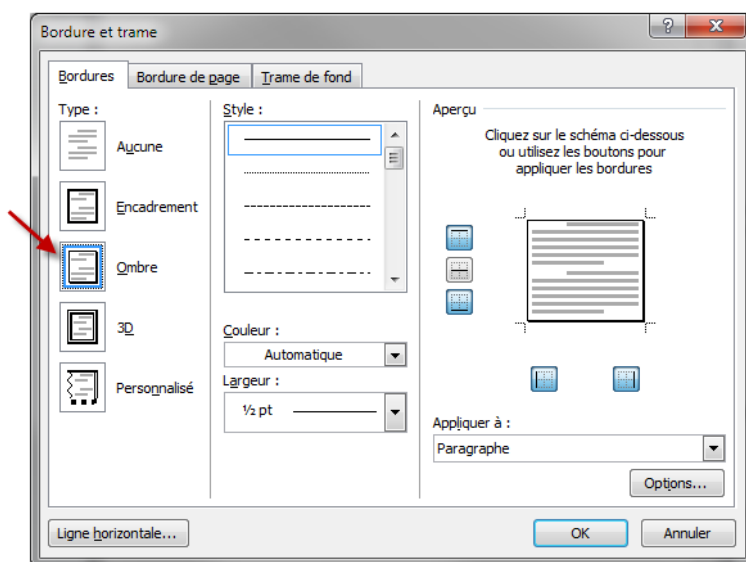 Bordure et trame
?
Bordures
Bordure de page
Trame de fond
Type :
Aucune
Encadrement
Ombre
3D
Personnalisé
Style :
Couleur :
Automatique
Largeur :
½ pt
Aperçu
Cliquez sur le schéma ci-dessous
ou utilisez les boutons pour
appliquer les bordures
Appliquer à :
Paragraphe
Options...
Ligne horizontale...
OK
Annuler